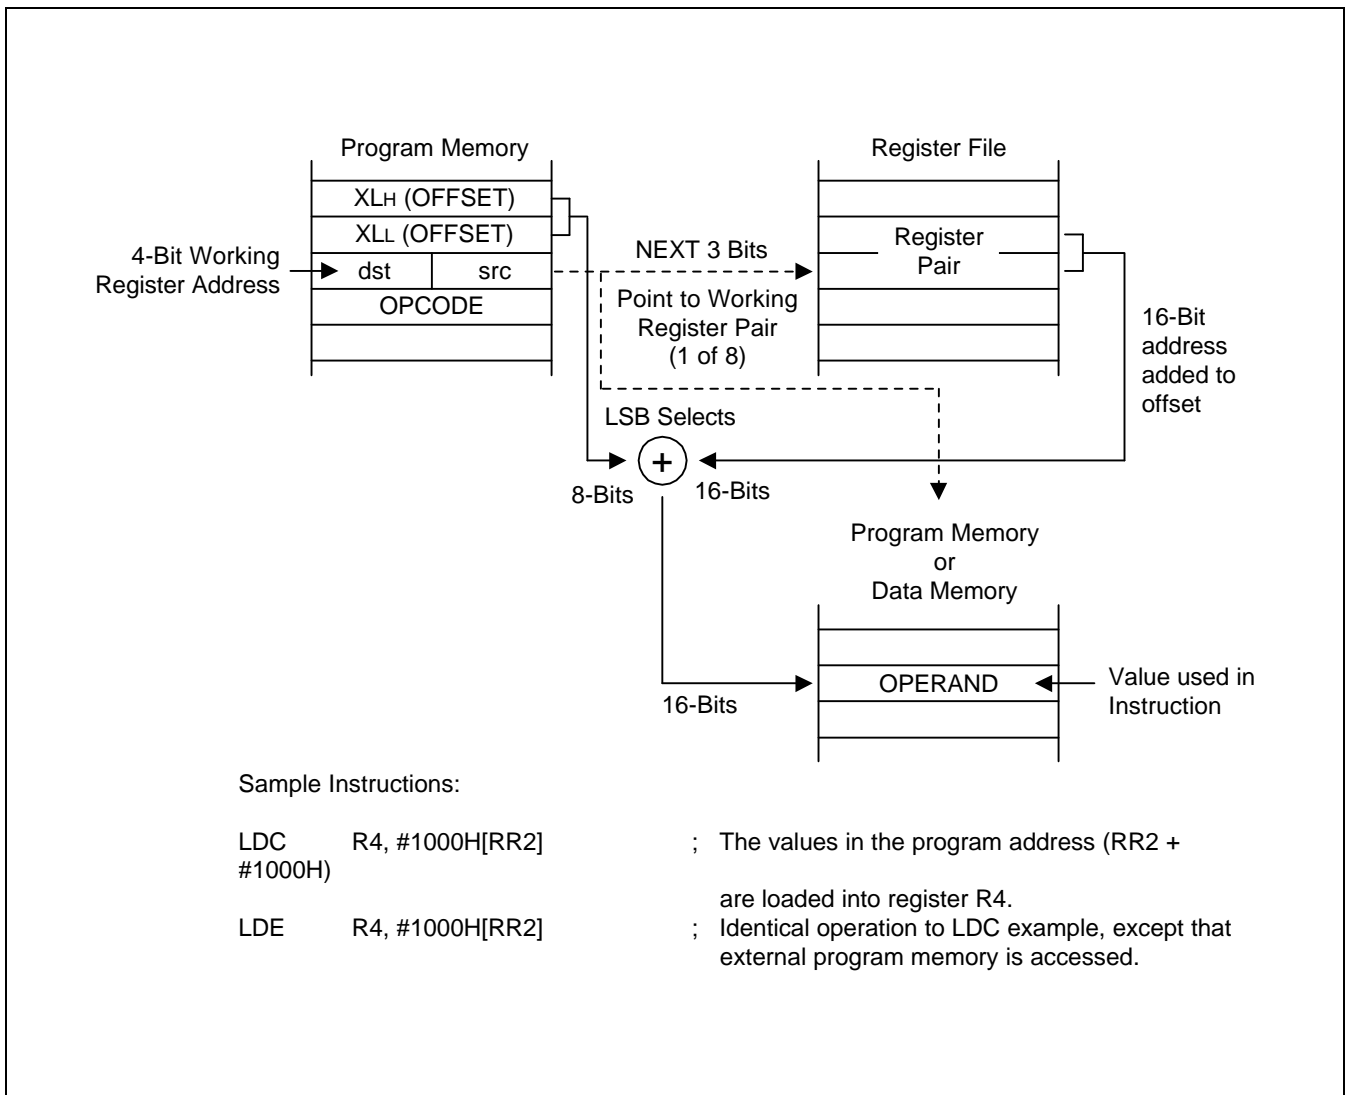 Program Memory
Register File
XLH (OFFSET)
XLL (OFFSET)
4-Bit Working
Register Address
dst
src
OPCODE
NEXT 3 Bits
Point to Working
Register Pair
(1 of 8)
Register
Pair
16-Bit
address
added to
offset
LSB Selects
+
8-Bits
16-Bits
Program Memory
or
Data Memory
OPERAND
Value used in
Instruction
16-Bits
Sample Instructions:
LDC R4, #1000H[RR2] ; The values in the program address (RR2 +
#1000H)
are loaded into register R4.
LDE R4, #1000H[RR2] ; Identical operation to LDC example, except that
external program memory is accessed.